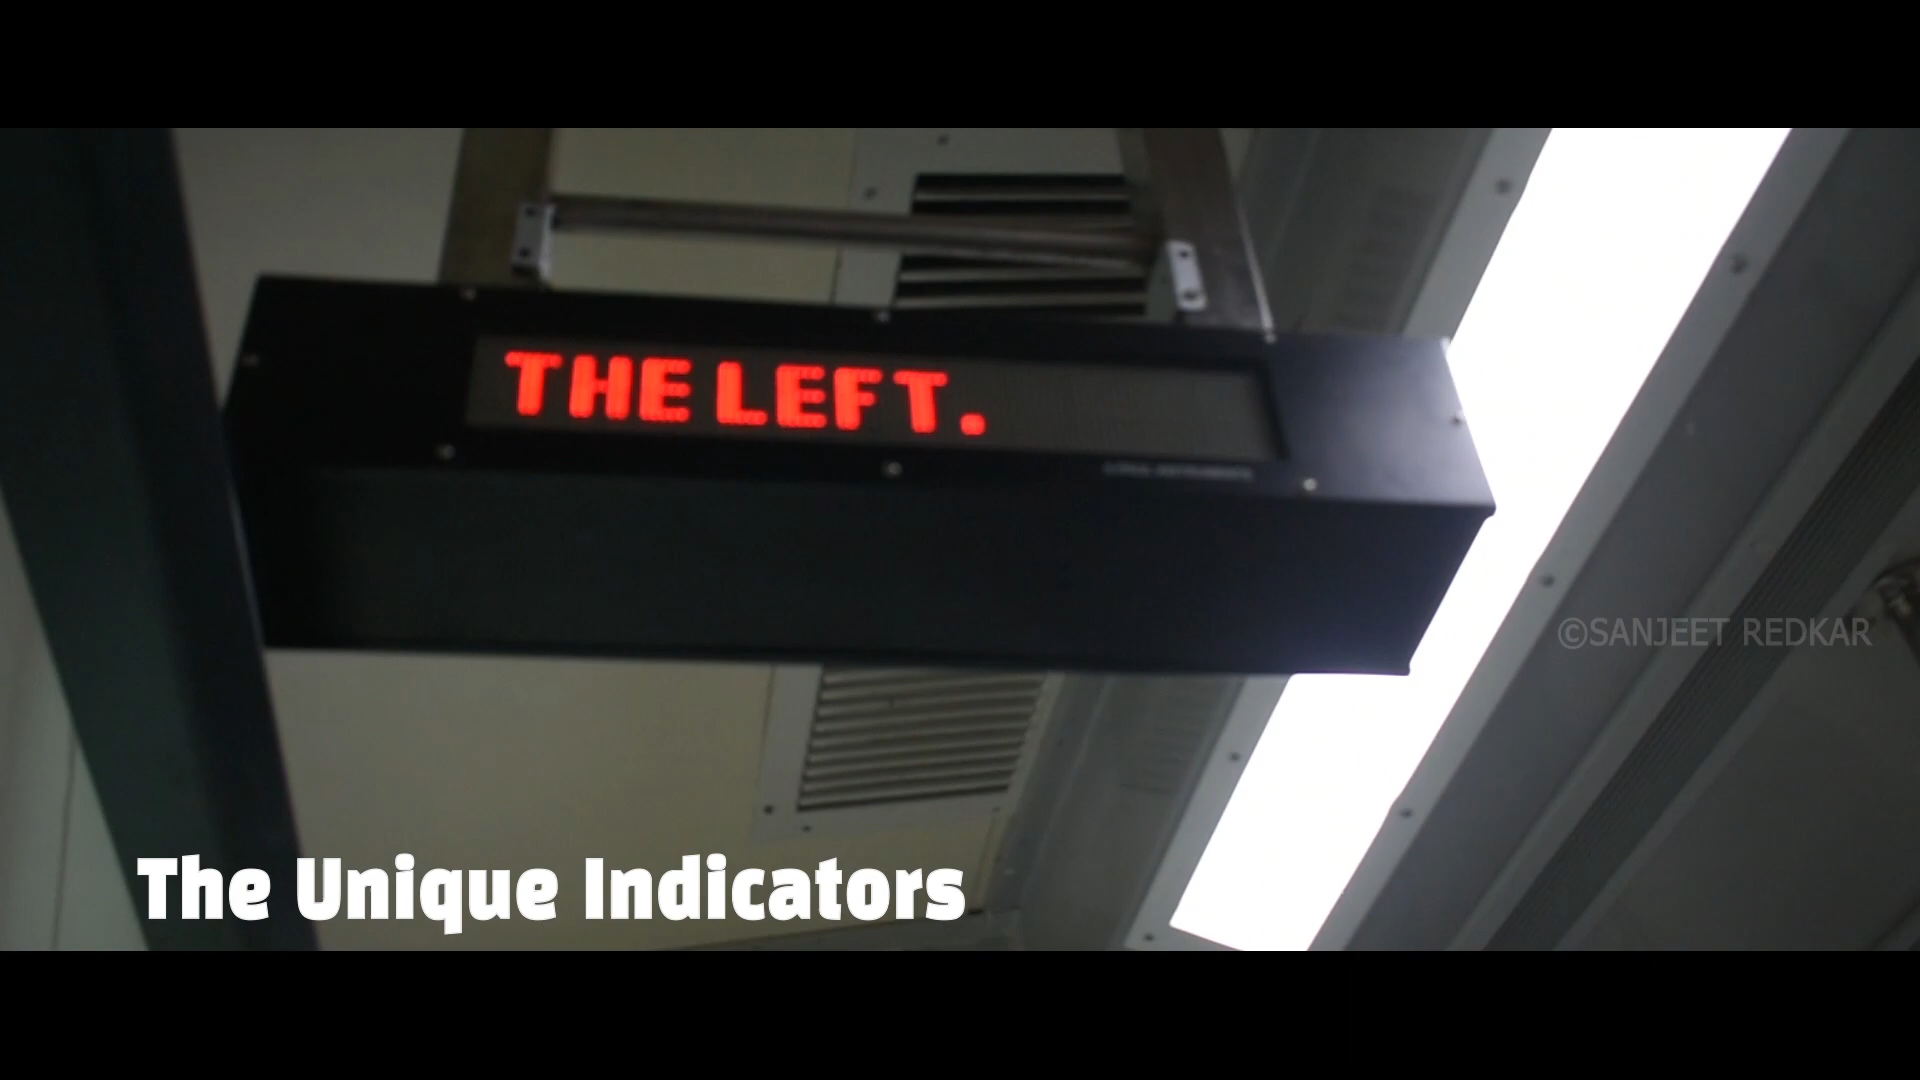 THE LEFT.
©SANJEET REDKAR
The Unique Indicators